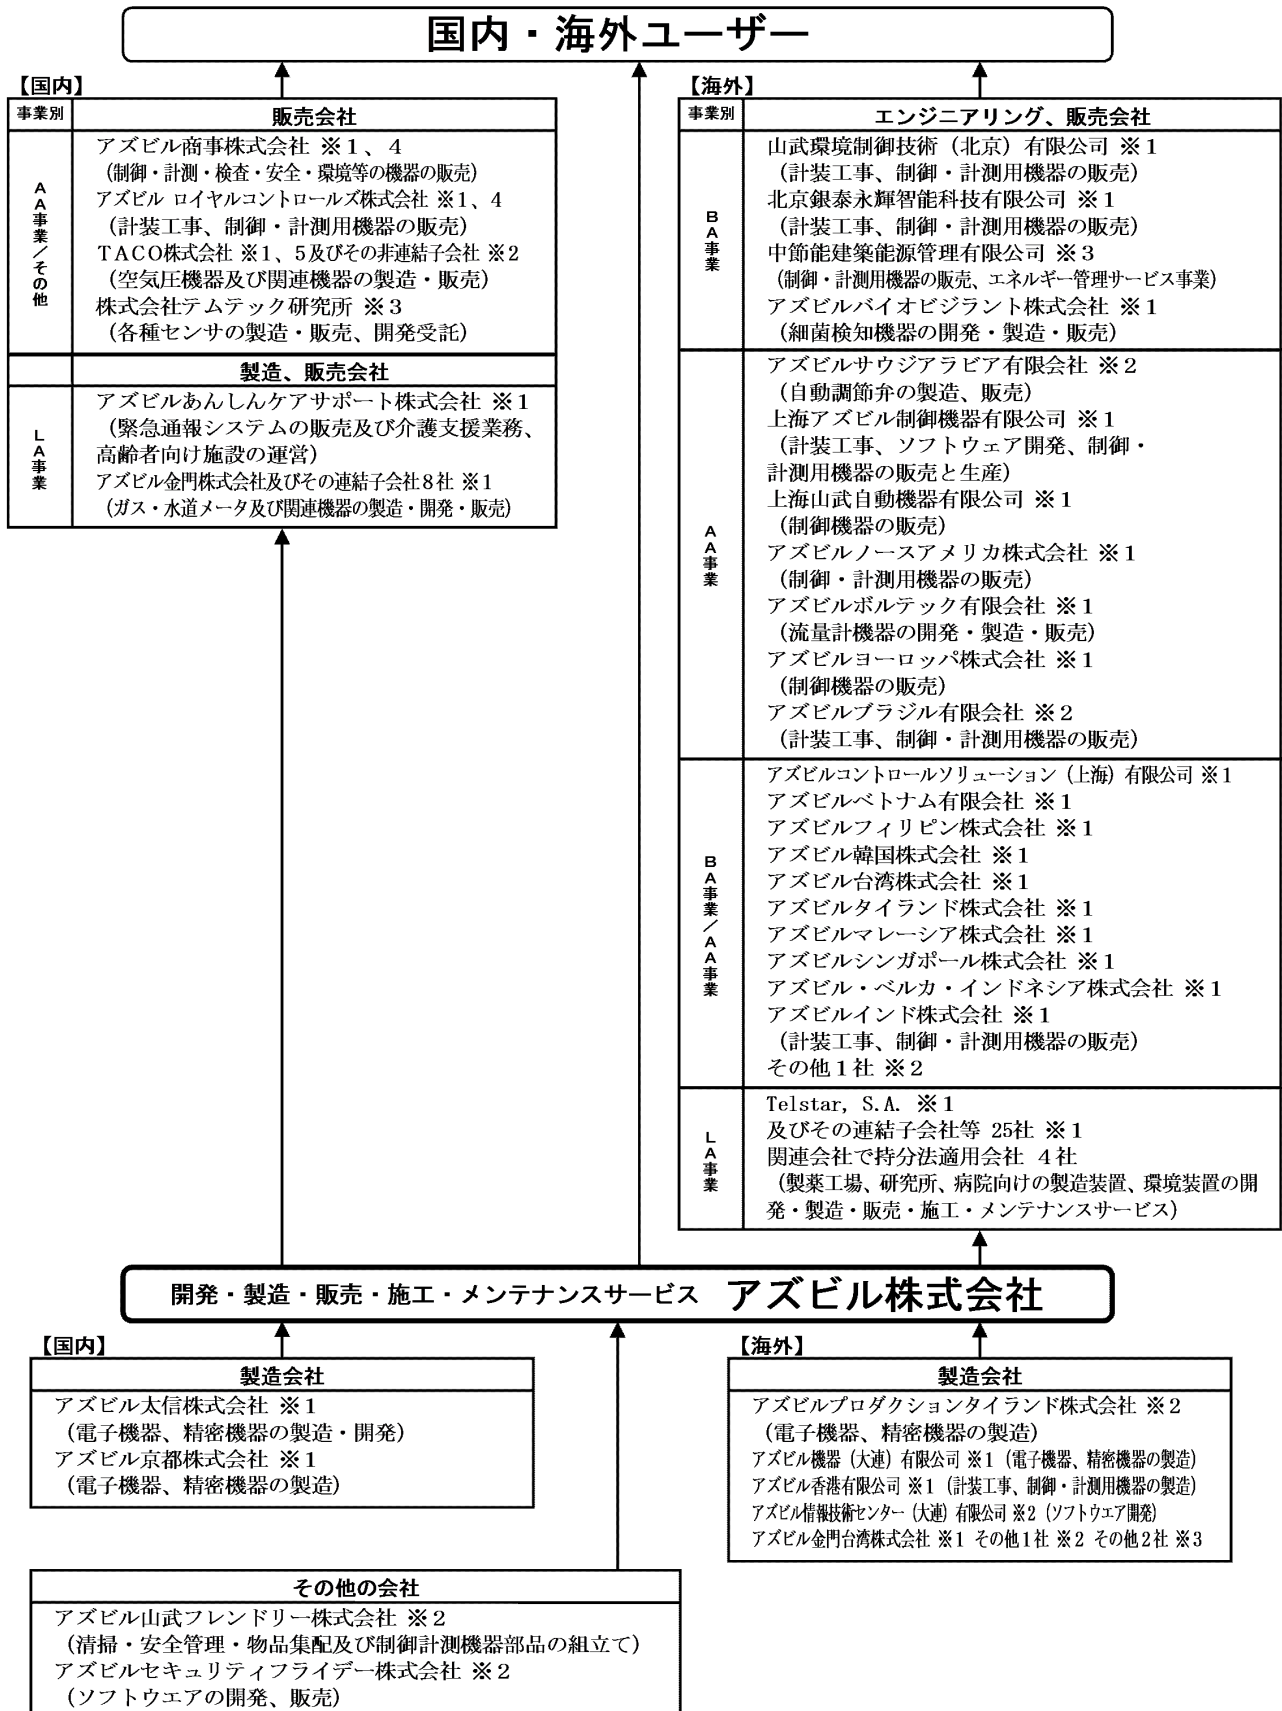 国内・海外ユーザー
【国内】
事業別
販売会社
AA事業／その他
アズビル商事株式会社 ※１、４
（制御・計測・検査・安全・環境等の機器の販売）
アズビル ロイヤルコントロールズ株式会社 ※１、４
（計装工事、制御・計測用機器の販売）
ＴＡＣＯ株式会社 ※１、５及びその非連結子会社 ※２
（空気圧機器及び関連機器の製造・販売）
株式会社テムテック研究所 ※３
（各種センサの製造・販売、開発受託）
製造、販売会社
LA事業
アズビルあんしんケアサポート株式会社 ※１
（緊急通報システムの販売及び介護支援業務、
高齢者向け施設の運営）
アズビル金門株式会社及びその連結子会社８社 ※１
（ガス・水道メータ及び関連機器の製造・開発・販売）
【海外】
事業別
エンジニアリング、販売会社
BA事業
山武環境制御技術（北京）有限公司 ※１
（計装工事、制御・計測用機器の販売）
北京銀泰永輝智能科技有限公司 ※１
（計装工事、制御・計測用機器の販売）
中節能建築能源管理有限公司 ※３
（制御・計測用機器の販売、エネルギー管理サービス事業）
アズビルバイオビジラント株式会社 ※１
（細菌検知機器の開発・製造・販売）
AA事業
アズビルサウジアラビア有限会社 ※２
（自動調節弁の製造、販売）
上海アズビル制御機器有限公司 ※１
（計装工事、ソフトウェア開発、制御・
計測用機器の販売と生産）
上海山武自動機器有限公司 ※１
（制御機器の販売）
アズビルノースアメリカ株式会社 ※１
（制御・計測用機器の販売）
アズビルボルテック有限会社 ※１
（流量計機器の開発・製造・販売）
アズビルヨーロッパ株式会社 ※１
（制御機器の販売）
アズビルブラジル有限会社 ※２
（計装工事、制御・計測用機器の販売）
BA事業／AA事業
アズビルコントロールソリューション（上海）有限公司 ※１
アズビルベトナム有限会社 ※１
アズビルフィリピン株式会社 ※１
アズビル韓国株式会社 ※１
アズビル台湾株式会社 ※１
アズビルタイランド株式会社 ※１
アズビルマレーシア株式会社 ※１
アズビルシンガポール株式会社 ※１
アズビル・ベルカ・インドネシア株式会社 ※１
アズビルインド株式会社 ※１
（計装工事、制御・計測用機器の販売）
その他１社 ※２
LA事業
Telstar, S.A. ※１
及びその連結子会社等 25社 ※１
関連会社で持分法適用会社 ４社
（製薬工場、研究所、病院向けの製造装置、環境装置の開
発・製造・販売・施工・メンテナンスサービス）
開発・製造・販売・施工・メンテナンスサービス アズビル株式会社
【国内】
製造会社
アズビル太信株式会社 ※１
（電子機器、精密機器の製造・開発）
アズビル京都株式会社 ※１
（電子機器、精密機器の製造）
【海外】
製造会社
アズビルプロダクションタイランド株式会社 ※２
（電子機器、精密機器の製造）
アズビル機器（大連）有限公司 ※１（電子機器、精密機器の製造）
アズビル香港有限公司 ※１（計装工事、制御・計測用機器の製造）
アズビル情報技術センター（大連）有限公司 ※２（ソフトウエア開発）
アズビル金門台湾株式会社 ※１ その他１社 ※２ その他２社 ※３
その他の会社
アズビル山武フレンドリー株式会社 ※２
（清掃・安全管理・物品集配及び制御計測機器部品の組立て）
アズビルセキュリティフライデー株式会社 ※２
（ソフトウエアの開発、販売）